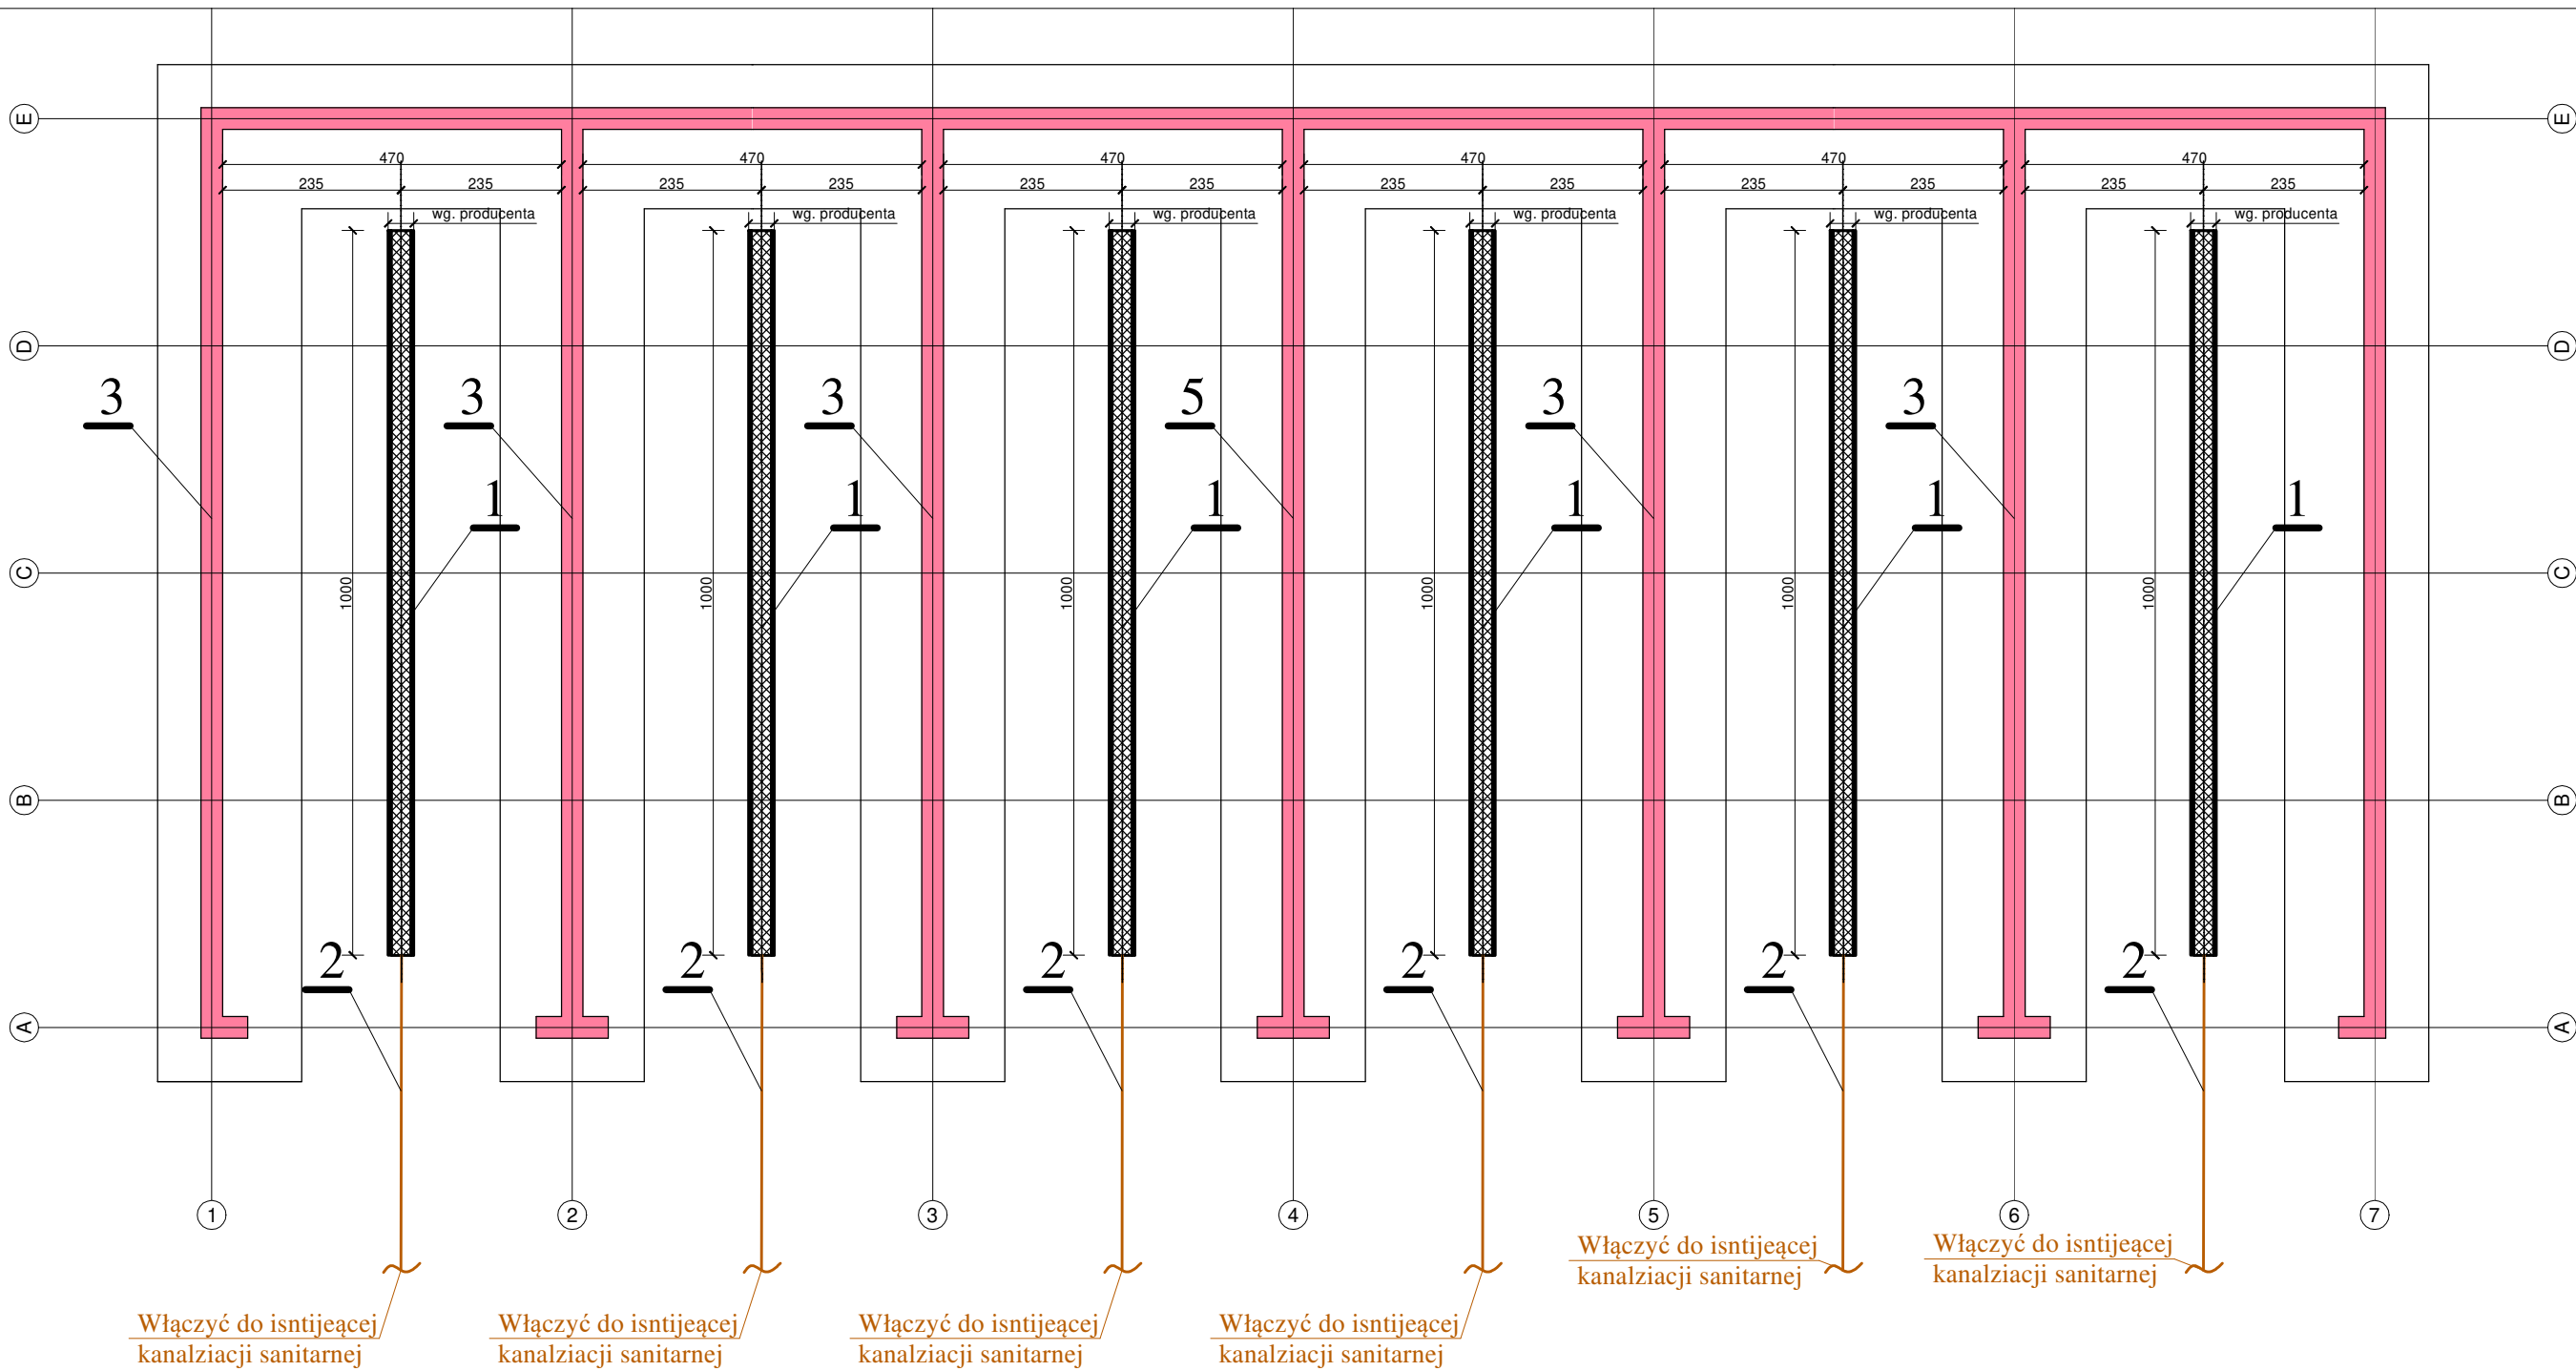 E E
470 470 470 470 470 470
235 235 235 235 235 235 235 235 235 235 235 235
wg. producenta wg. producenta wg. producenta wg. producenta wg. producenta wg. producenta
D D
3 3 3 5 3 3
1 1 1 1 1 1
C C
1000 1000 1000 1000 1000 1000
B B
2 2 2 2 2 2
A A
1 2 3 4 5 6 7
Włączyć do isntijeącej
kanalziacji sanitarnej
Włączyć do isntijeącej
kanalziacji sanitarnej
Włączyć do isntijeącej
kanalziacji sanitarnej
Włączyć do isntijeącej
kanalziacji sanitarnej
Włączyć do isntijeącej
kanalziacji sanitarnej
Włączyć do isntijeącej
kanalziacji sanitarnej